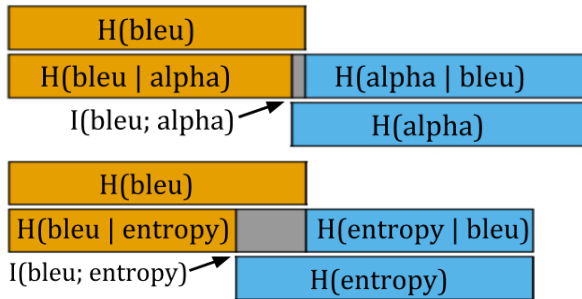 H(bleu)
H(bleu | alpha) H(alpha | bleu)
I(bleu; alpha)
H(alpha)
H(bleu)
H(bleu | entropy) H(entropy | bleu)
I(bleu; entropy)
H(entropy)